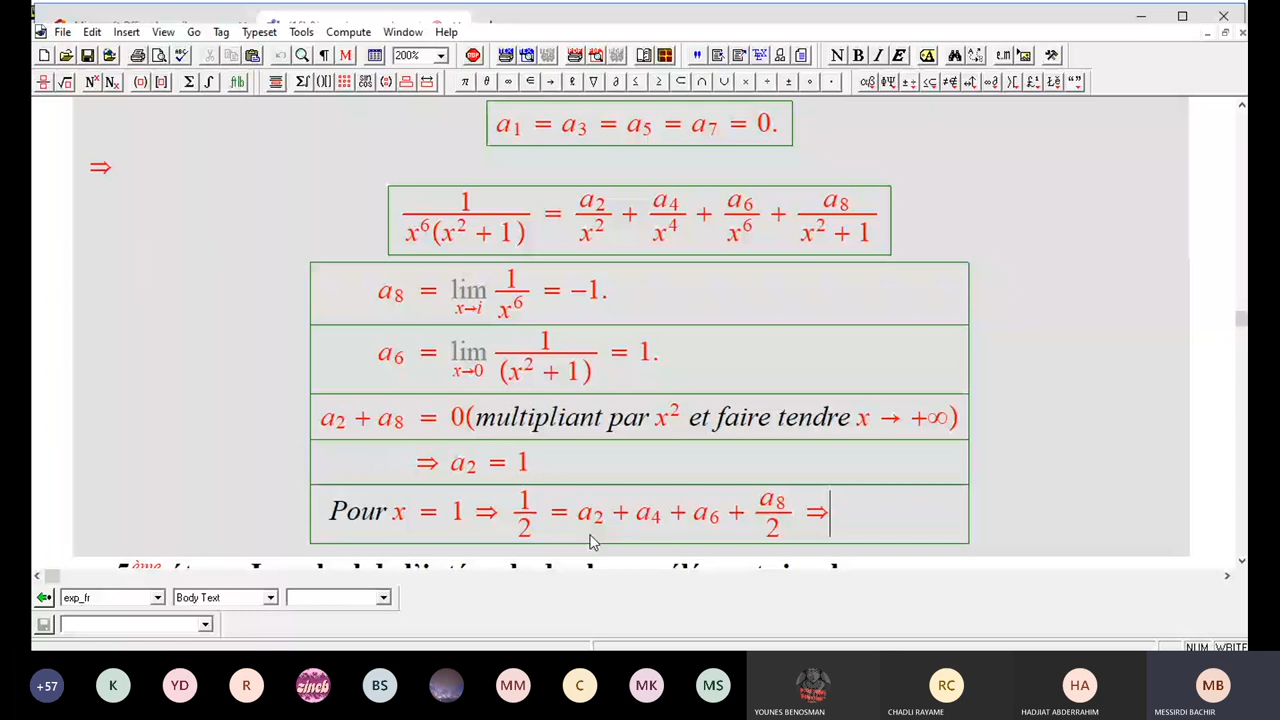 File Edit Insert View Go Tag Typeset Tools Compute Window Help
200%
a₁ = a₃ = a₅ = a₇ = 0.
⇒
1/(x⁶(x² + 1)) = a₂/x² + a₄/x⁴ + a₆/x⁶ + a₈/(x² + 1)
a₈ = lim x→i 1/x⁶ = −1.
a₆ = lim x→0 1/(x² + 1) = 1.
a₂ + a₈ = 0(multipliant par x² et faire tendre x → +∞)
⇒ a₂ = 1
Pour x = 1 ⇒ 1/2 = a₂ + a₄ + a₆ + a₈/2 ⇒
exp_fr Body Text
NUM WRITE
+57 K YD R zineb BS MM C MK MS RC HA MB
YOUNES BENOSMAN CHADLI RAYAME HADJIAT ABDERRAHIM MESSIRDI BACHIR